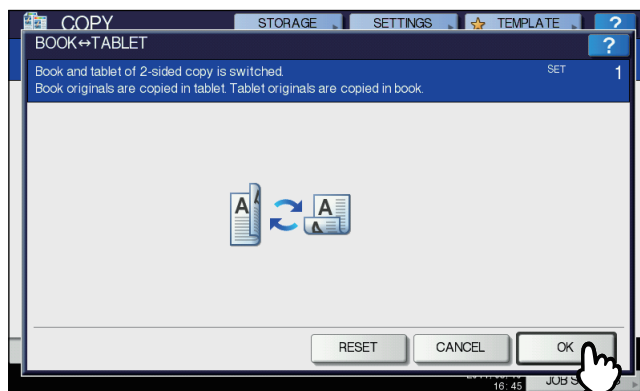 COPY STORAGE SETTINGS TEMPLATE ?
BOOK↔TABLET ?
Book and tablet of 2-sided copy is switched. SET 1
Book originals are copied in tablet. Tablet originals are copied in book.
A A
A A
RESET CANCEL OK
16:45 JOB S